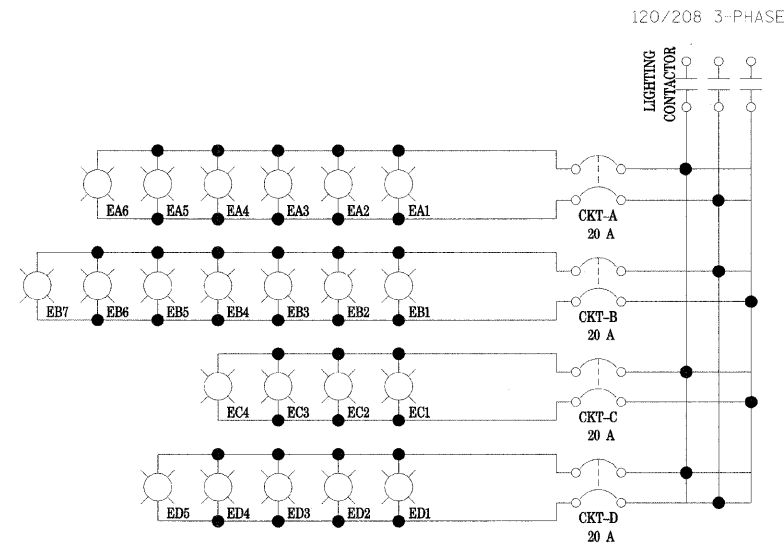 120/208 3-PHASE
LIGHTING
CONTACTOR
EA6 EA5 EA4 EA3 EA2 EA1
CKT-A
20 A
EB7 EB6 EB5 EB4 EB3 EB2 EB1
CKT-B
20 A
EC4 EC3 EC2 EC1
CKT-C
20 A
ED5 ED4 ED3 ED2 ED1
CKT-D
20 A